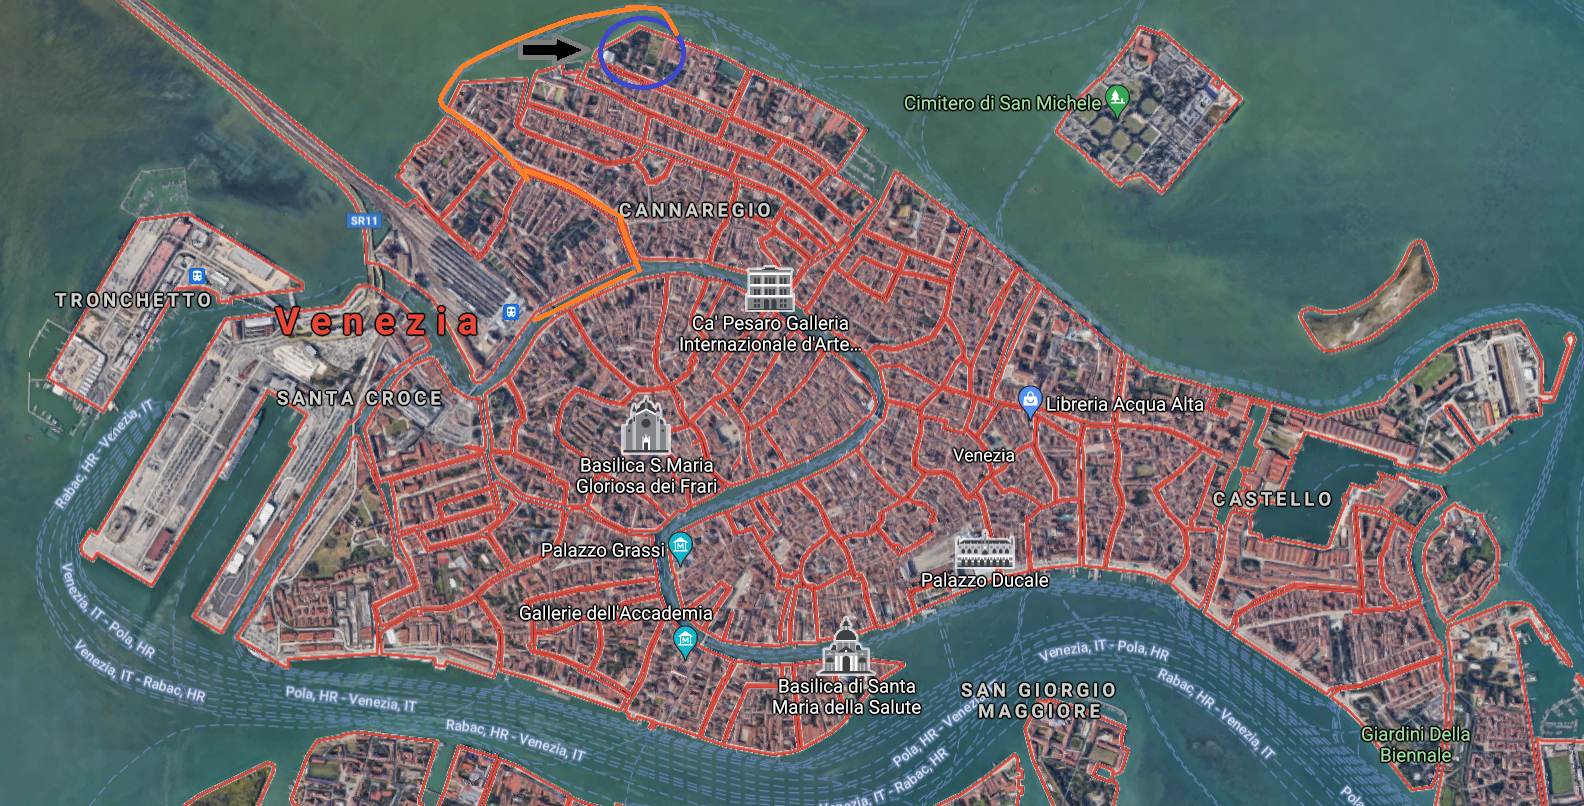 Cimitero di San Michele
CANNAREGIO
SR11
TRONCHETTO
Venezia
Ca' Pesaro Galleria
Internazionale d'Arte...
SANTA CROCE
Libreria Acqua Alta
Rabac, HR - Venezia, IT
Venezia
Basilica S.Maria
Gloriosa dei Frari
CASTELLO
Palazzo Grassi
Palazzo Ducale
Venezia, IT - Pola, HR
Gallerie dell'Accademia
Venezia, IT - Rabac, HR
Pola, HR - Venezia, IT
Rabac, HR - Venezia, IT
Basilica di Santa
Maria della Salute
Venezia, IT - Pola, HR
Rabac, HR - Venezia, IT
SAN GIORGIO
MAGGIORE
Pola, HR - Venezia
Venezia, IT - Rabac, HR
Giardini Della
Biennale
Pola